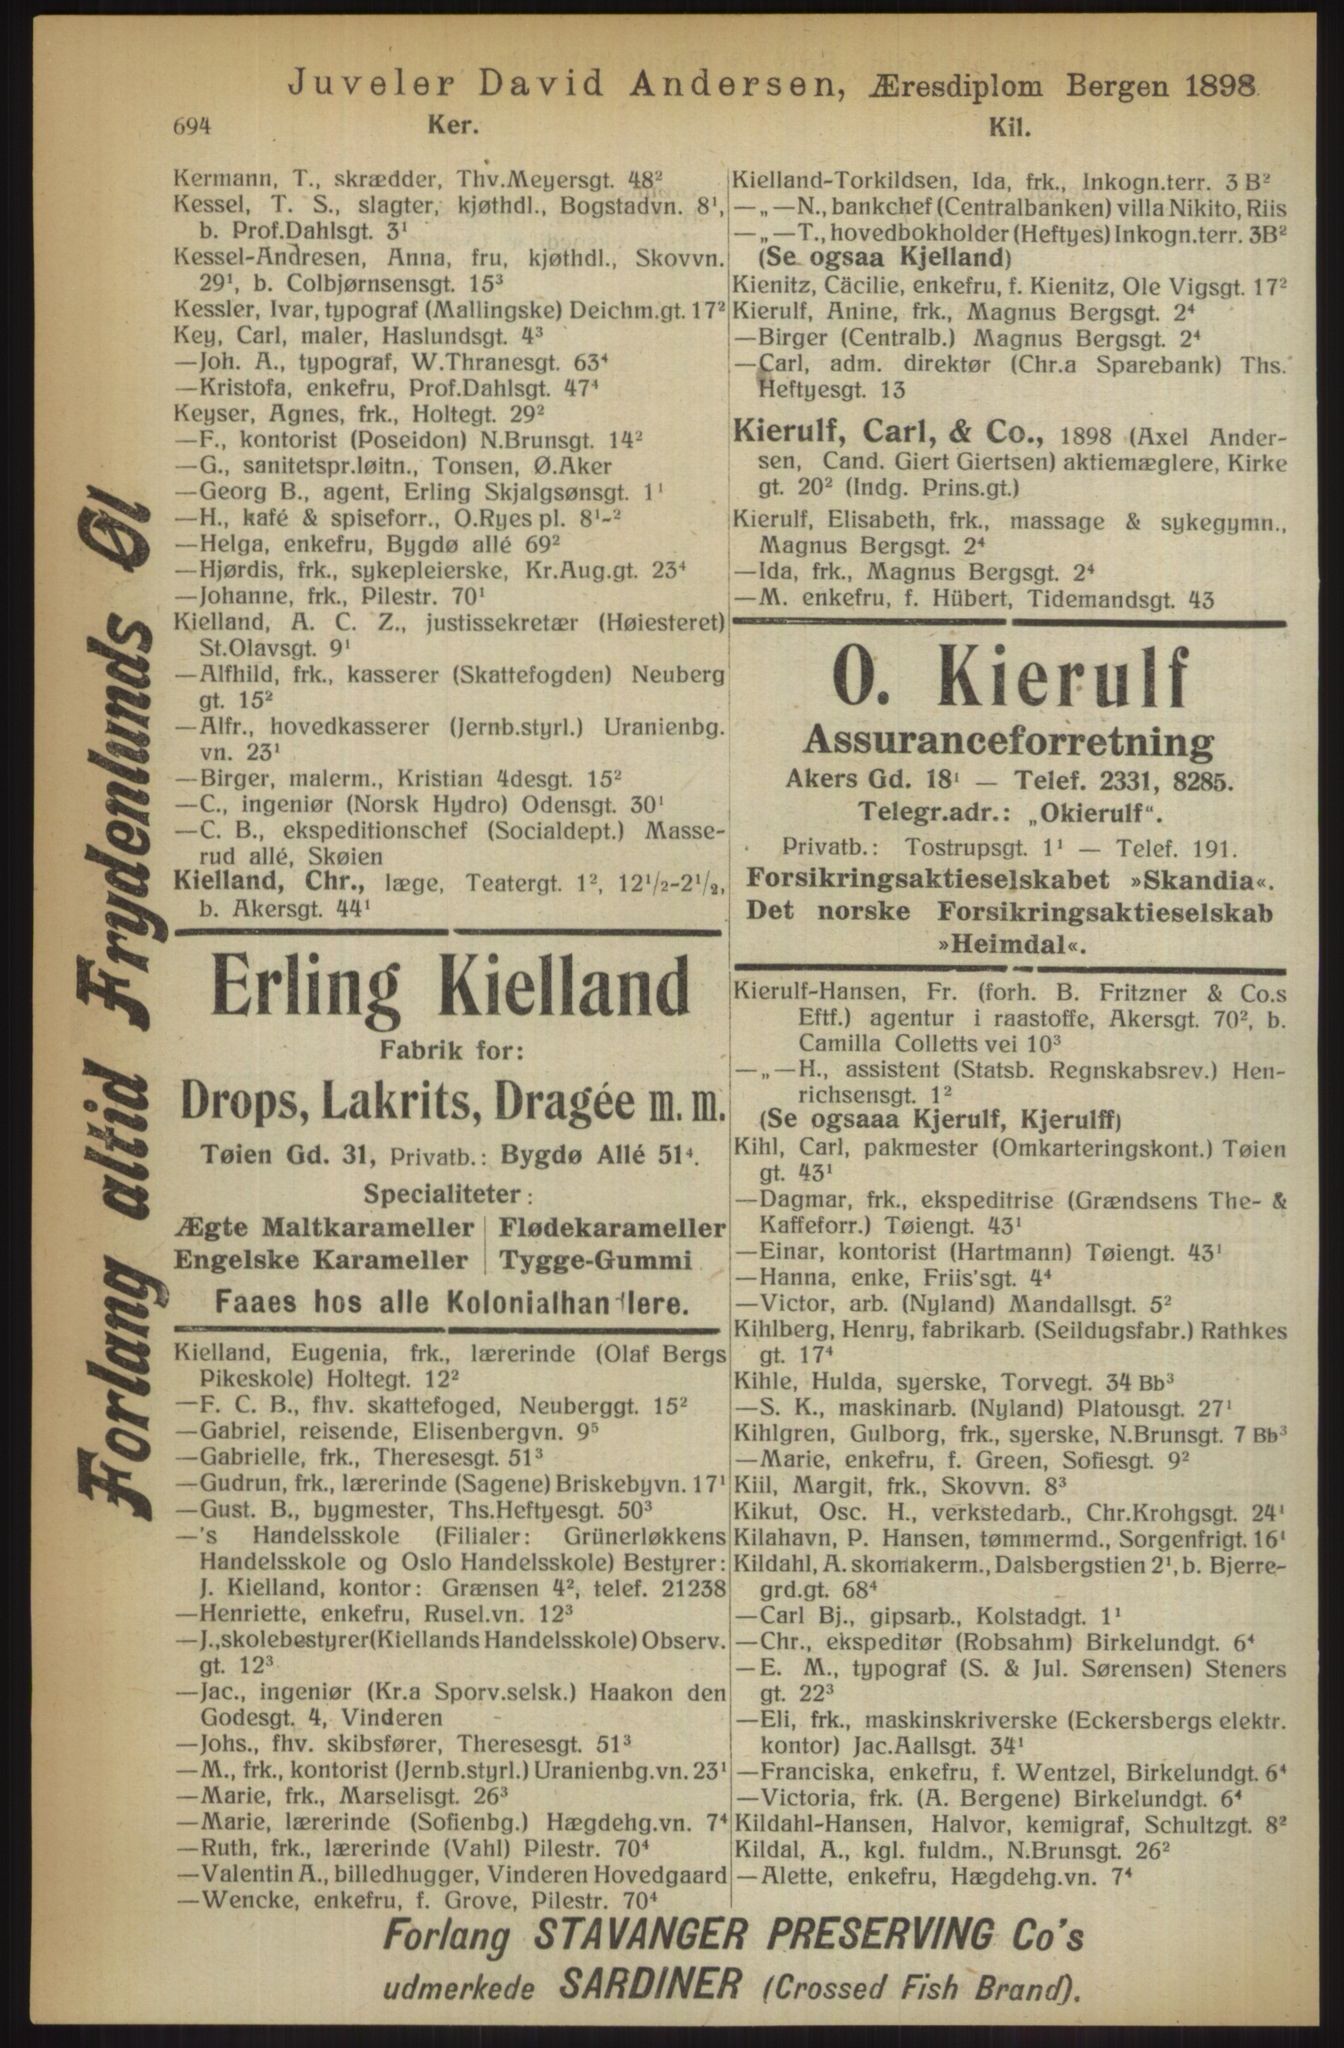 Juveler David Andersen, Æresdiplom Bergen 1898
694
Ker.
Kil.
Forlang altid Frydenlunds Øl
Kermann, T., skrædder, Thv.Meyersgt. 48²
Kessel, T. S., slagter, kjøthdl., Bogstadvn. 8¹,
b. Prof.Dahlsgt. 3¹
Kessel-Andresen, Anna, fru, kjøthdl., Skovvn.
29¹, b. Colbjørnsensgt. 15³
Kessler, Ivar, typograf (Mallingske) Deichm.gt. 17²
Key, Carl, maler, Haslundsgt. 4³
—Joh. A., typograf, W.Thranesgt. 63⁴
—Kristofa, enkefru, Prof.Dahlsgt. 47⁴
Keyser, Agnes, frk., Holtegt. 29²
—F., kontorist (Poseidon) N.Brunsgt. 14²
—G., sanitetspr.løitn., Tonsen, Ø.Aker
—Georg B., agent, Erling Skjalgsønsgt. 1¹
—H., kafé & spiseforr., O.Ryes pl. 8¹-²
—Helga, enkefru, Bygdø allé 69²
—Hjørdis, frk., sykepleierske, Kr.Aug.gt. 23⁴
—Johanne, frk., Pilestr. 70¹
Kielland, A. C. Z., justissekretær (Høiesteret)
St.Olavsgt. 9¹
—Alfhild, frk., kasserer (Skattefogden) Neuberg
gt. 15²
—Alfr., hovedkasserer (Jernb.styrl.) Uranienbg.
vn. 23¹
—Birger, malerm., Kristian 4desgt. 15²
—C., ingeniør (Norsk Hydro) Odensgt. 30¹
—C. B., ekspeditionschef (Socialdept.) Masse-
rud allé, Skøien
Kielland, Chr., læge, Teatergt. 1², 12¹/₂-2¹/₂,
b. Akersgt. 44¹
Erling Kielland
Fabrik for:
Drops, Lakrits, Dragée m. m.
Tøien Gd. 31, Privatb.: Bygdø Allé 51⁴.
Specialiteter:
Ægte Maltkarameller | Flødekarameller
Engelske Karameller | Tygge-Gummi
Faaes hos alle Kolonialhandlere.
Kielland, Eugenia, frk., lærerinde (Olaf Bergs
Pikeskole) Holtegt. 12²
—F. C. B., fhv. skattefoged, Neuberggt. 15²
—Gabriel, reisende, Elisenbergvn. 9⁵
—Gabrielle, frk., Theresesgt. 51³
—Gudrun, frk., lærerinde (Sagene) Briskebyvn. 17¹
—Gust. B., bygmester, Ths.Heftyesgt. 50³
—'s Handelsskole (Filialer: Grünerløkkens
Handelsskole og Oslo Handelsskole) Bestyrer:
J. Kielland, kontor: Grænsen 4², telef. 21238
—Henriette, enkefru, Rusel.vn. 12³
—J., skolebestyrer (Kiellands Handelsskole) Observ.
gt. 12³
—Jac., ingeniør (Kr.a Sporv.selsk.) Haakon den
Godesgt. 4, Vinderen
—Johs., fhv. skibsfører, Theresesgt. 51³
—M., frk., kontorist (Jernb.styrl.) Uranienbg.vn. 23¹
—Marie, frk., Marselisgt. 26³
—Marie, lærerinde (Sofienbg.) Hægdehg.vn. 7⁴
—Ruth, frk., lærerinde (Vahl) Pilestr. 70⁴
—Valentin A., billedhugger, Vinderen Hovedgaard
—Wencke, enkefru, f. Grove, Pilestr. 70⁴
Kielland-Torkildsen, Ida, frk., Inkogn.terr. 3 B²
—„—N., bankchef (Centralbanken) villa Nikito, Riis
—„—T., hovedbokholder (Heftyes) Inkogn.terr. 3B²
(Se ogsaa Kjelland)
Kienitz, Cäcilie, enkefru, f. Kienitz, Ole Vigsgt. 17²
Kierulf, Anine, frk., Magnus Bergsgt. 2⁴
—Birger (Centralb.) Magnus Bergsgt. 2⁴
—Carl, adm. direktør (Chr.a Sparebank) Ths.
Heftyesgt. 13
Kierulf, Carl, & Co., 1898 (Axel Ander-
sen, Cand. Giert Giertsen) aktiemæglere, Kirke
gt. 20² (Indg. Prins.gt.)
Kierulf, Elisabeth, frk., massage & sykegymn.,
Magnus Bergsgt. 2⁴
—Ida, frk., Magnus Bergsgt. 2⁴
—M. enkefru, f. Hübert, Tidemandsgt. 43
O. Kierulf
Assuranceforretning
Akers Gd. 18¹ — Telef. 2331, 8285.
Telegr.adr.: „Okierulf“.
Privatb.: Tostrupsgt. 1¹ — Telef. 191.
Forsikringsaktieselskabet »Skandia«.
Det norske Forsikringsaktieselskab
»Heimdal«.
Kierulf-Hansen, Fr. (forh. B. Fritzner & Co.s
Eftf.) agentur i raastoffe, Akersgt. 70², b.
Camilla Colletts vei 10³
—„—H., assistent (Statsb. Regnskabsrev.) Hen-
richsensgt. 1²
(Se ogsaaa Kjerulf, Kjerulff)
Kihl, Carl, pakmester (Omkarteringskont.) Tøien
gt. 43¹
—Dagmar, frk., ekspeditrise (Grændsens The- &
Kaffeforr.) Tøiengt. 43¹
—Einar, kontorist (Hartmann) Tøiengt. 43¹
—Hanna, enke, Friis'sgt. 4⁴
—Victor, arb. (Nyland) Mandallsgt. 5²
Kihlberg, Henry, fabrikarb. (Seildugsfabr.) Rathkes
gt. 17⁴
Kihle, Hulda, syerske, Torvegt. 34 Bb³
—S. K., maskinarb. (Nyland) Platousgt. 27¹
Kihlgren, Gulborg, frk., syerske, N.Brunsgt. 7 Bb³
—Marie, enkefru, f. Green, Sofiesgt. 9²
Kiil, Margit, frk., Skovvn. 8³
Kikut, Osc. H., verkstedarb., Chr.Krohgsgt. 24¹
Kilahavn, P. Hansen, tømmermd., Sorgenfrigt. 16¹
Kildahl, A. skomakerm., Dalsbergstien 2¹, b. Bjerre-
grd.gt. 68⁴
—Carl Bj., gipsarb., Kolstadgt. 1¹
—Chr., ekspeditør (Robsahm) Birkelundgt. 6⁴
—E. M., typograf (S. & Jul. Sørensen) Steners
gt. 22³
—Eli, frk., maskinskriverske (Eckersbergs elektr.
kontor) Jac.Aallsgt. 34¹
—Franciska, enkefru, f. Wentzel, Birkelundgt. 6⁴
—Victoria, frk. (A. Bergene) Birkelundgt. 6⁴
Kildahl-Hansen, Halvor, kemigraf, Schultzgt. 8²
Kildal, A., kgl. fuldm., N.Brunsgt. 26²
—Alette, enkefru, Hægdehg.vn. 7⁴
Forlang STAVANGER PRESERVING Co's
udmerkede SARDINER (Crossed Fish Brand).